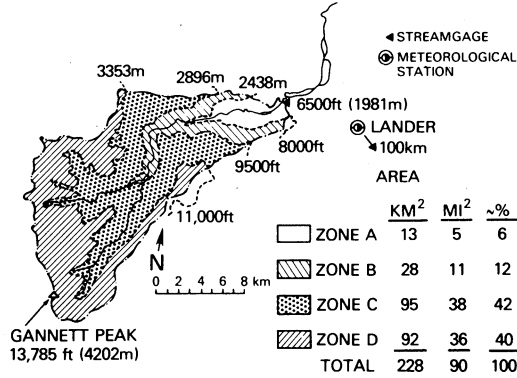 ◄ STREAMGAGE
METEOROLOGICAL
STATION
3353m
2896m
2438m
6500ft (1981m)
LANDER
100km
8000ft
9500ft
11,000ft
N
0 2 4 6 8 km
GANNETT PEAK
13,785 ft (4202m)
AREA
KM² MI² ~%
ZONE A 13 5 6
ZONE B 28 11 12
ZONE C 95 38 42
ZONE D 92 36 40
TOTAL 228 90 100